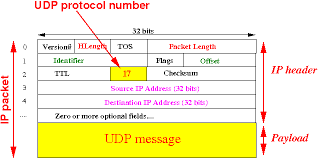 UDP protocol number
32 bits
0 Version# HLength TOS Packet Length
1 Identifier Flags Offset
2 TTL 17 Checksum
3 Source IP Address (32 bits)
4 Destination IP Address (32 bits)
... Zero or more optional fields....
UDP message
IP packet
IP header
Payload